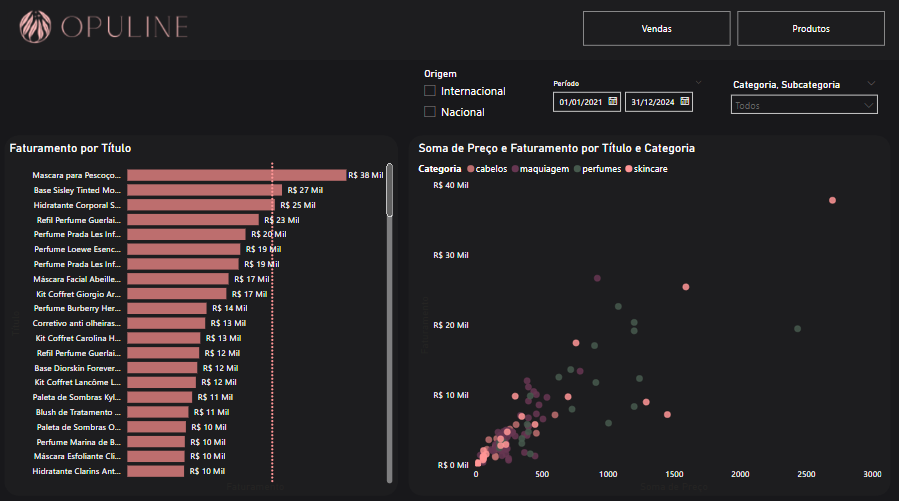 OPULINE
Vendas
Produtos
Origem
Internacional
Nacional
Período
01/01/2021
31/12/2024
Categoria, Subcategoria
Todos
Faturamento por Título
Mascara para Pescoço... R$ 38 Mil
Base Sisley Tinted Mo... R$ 27 Mil
Hidratante Corporal S... R$ 25 Mil
Refil Perfume Guerlai... R$ 23 Mil
Perfume Prada Les Inf... R$ 20 Mil
Perfume Loewe Esenc... R$ 19 Mil
Perfume Prada Les Inf... R$ 19 Mil
Máscara Facial Abeille... R$ 17 Mil
Kit Coffret Giorgio Ar... R$ 17 Mil
Perfume Burberry Her... R$ 14 Mil
Corretivo anti olheiras... R$ 13 Mil
Kit Coffret Carolina H... R$ 13 Mil
Refil Perfume Guerlai... R$ 12 Mil
Base Diorskin Forever... R$ 12 Mil
Kit Coffret Lancôme L... R$ 12 Mil
Paleta de Sombras Kyl... R$ 11 Mil
Blush de Tratamento ... R$ 11 Mil
Paleta de Sombras O... R$ 10 Mil
Perfume Marina de B... R$ 10 Mil
Máscara Esfoliante Cli... R$ 10 Mil
Hidratante Clarins Ant... R$ 10 Mil
Soma de Preço e Faturamento por Título e Categoria
Categoria cabelos maquiagem perfumes skincare
R$ 40 Mil
R$ 30 Mil
R$ 20 Mil
R$ 10 Mil
R$ 0 Mil
0 500 1000 1500 2000 2500 3000